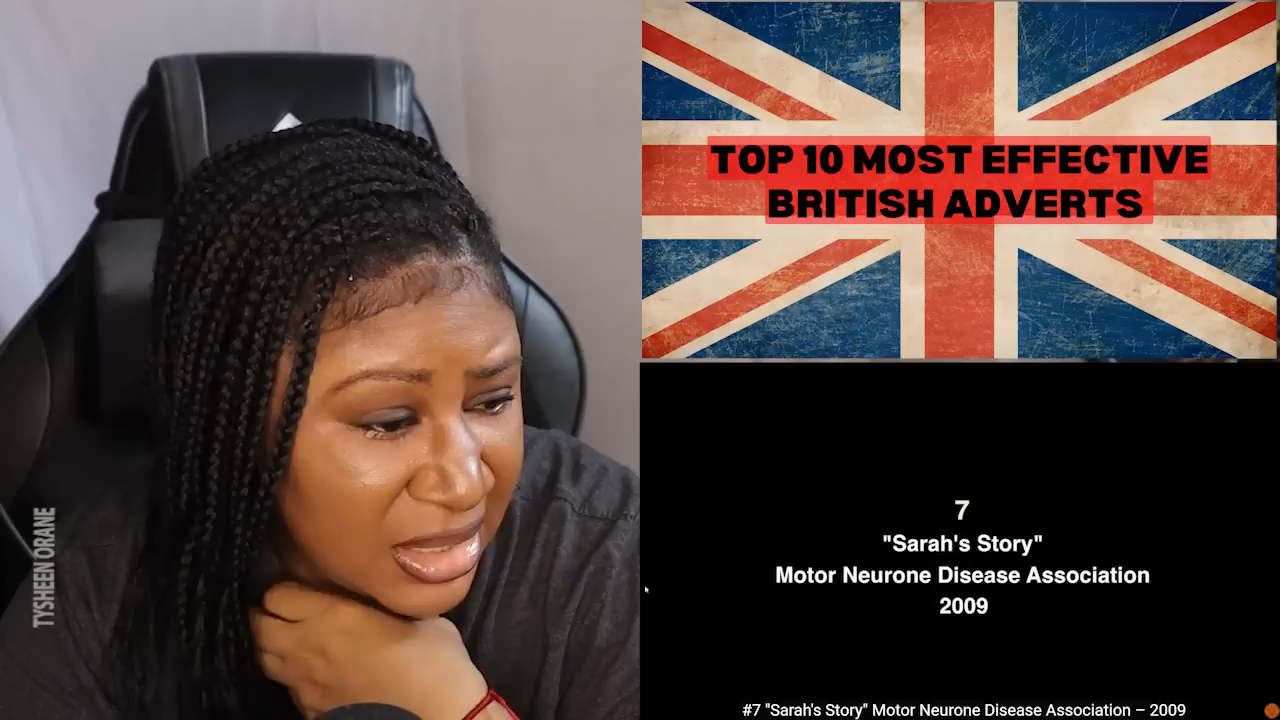 TYSHEEN ORANE
TOP 10 MOST EFFECTIVE
BRITISH ADVERTS
7
"Sarah's Story"
Motor Neurone Disease Association
2009
#7 "Sarah's Story" Motor Neurone Disease Association – 2009